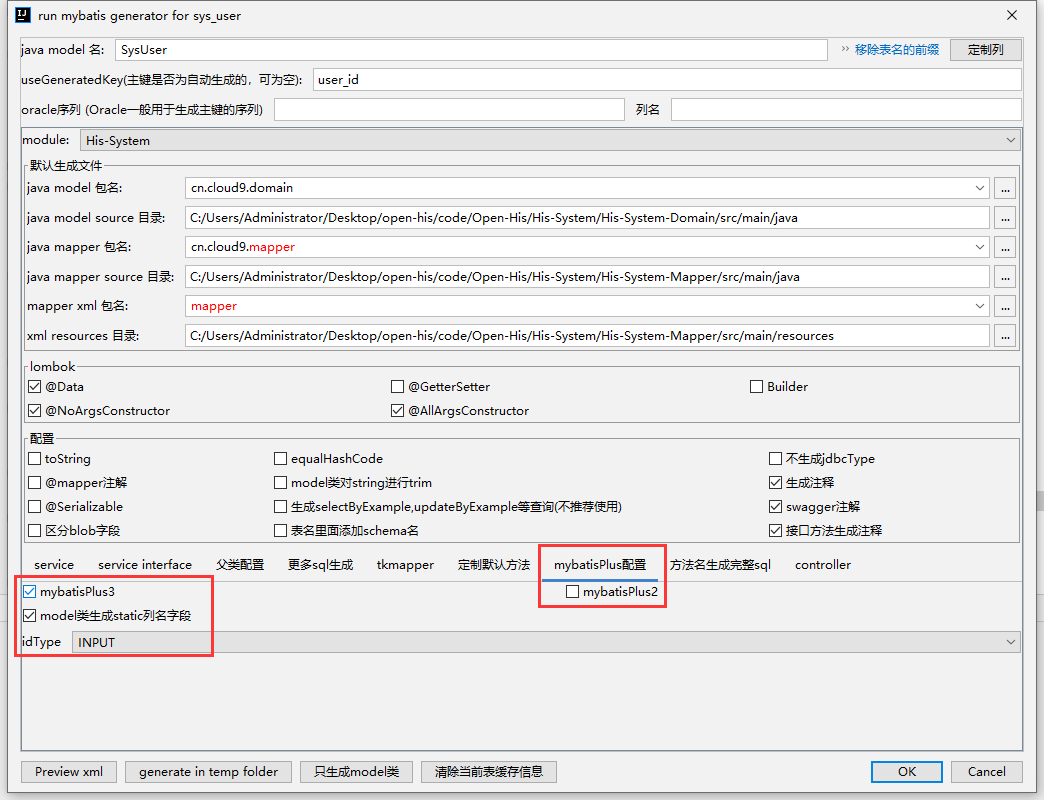 run mybatis generator for sys_user
java model 名: SysUser 移除表名的前缀 定制列
useGeneratedKey(主键是否为自动生成的，可为空): user_id
oracle序列 (Oracle一般用于生成主键的序列) 列名
module: His-System
默认生成文件
java model 包名: cn.cloud9.domain ...
java model source 目录: C:/Users/Administrator/Desktop/open-his/code/Open-His/His-System/His-System-Domain/src/main/java ...
java mapper 包名: cn.cloud9.mapper ...
java mapper source 目录: C:/Users/Administrator/Desktop/open-his/code/Open-His/His-System/His-System-Mapper/src/main/java ...
mapper xml 包名: mapper ...
xml resources 目录: C:/Users/Administrator/Desktop/open-his/code/Open-His/His-System/His-System-Mapper/src/main/resources ...
lombok
@Data @GetterSetter Builder
@NoArgsConstructor @AllArgsConstructor
配置
toString equalHashCode 不生成jdbcType
@mapper注解 model类对string进行trim 生成注释
@Serializable 生成selectByExample,updateByExample等查询(不推荐使用) swagger注解
区分blob字段 表名里面添加schema名 接口方法生成注释
service service interface 父类配置 更多sql生成 tkmapper 定制默认方法 mybatisPlus配置 方法名生成完整sql controller
mybatisPlus3 mybatisPlus2
model类生成static列名字段
idType INPUT
Preview xml generate in temp folder 只生成model类 清除当前表缓存信息 OK Cancel